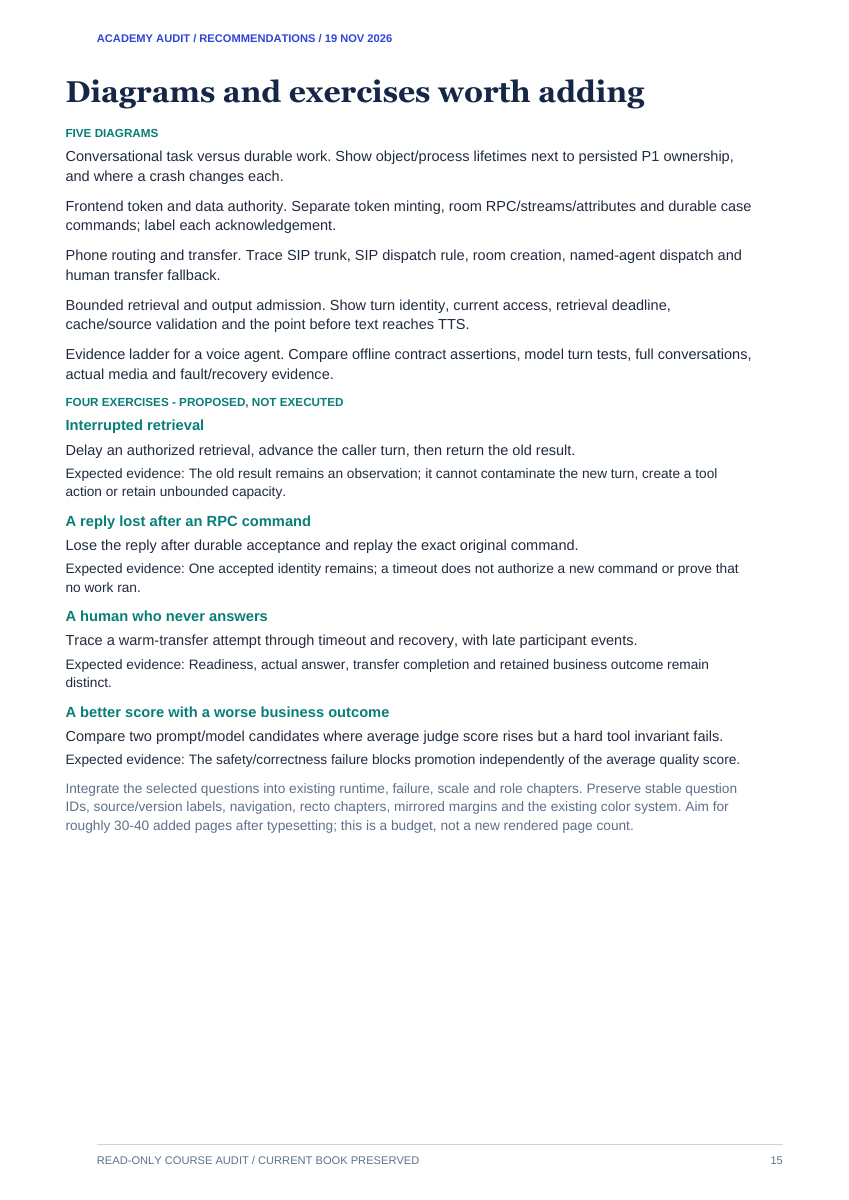 ACADEMY AUDIT / RECOMMENDATIONS / 19 NOV 2026
Diagrams and exercises worth adding
FIVE DIAGRAMS
Conversational task versus durable work. Show object/process lifetimes next to persisted P1 ownership,
and where a crash changes each.
Frontend token and data authority. Separate token minting, room RPC/streams/attributes and durable case
commands; label each acknowledgement.
Phone routing and transfer. Trace SIP trunk, SIP dispatch rule, room creation, named-agent dispatch and
human transfer fallback.
Bounded retrieval and output admission. Show turn identity, current access, retrieval deadline,
cache/source validation and the point before text reaches TTS.
Evidence ladder for a voice agent. Compare offline contract assertions, model turn tests, full conversations,
actual media and fault/recovery evidence.
FOUR EXERCISES - PROPOSED, NOT EXECUTED
Interrupted retrieval
Delay an authorized retrieval, advance the caller turn, then return the old result.
Expected evidence: The old result remains an observation; it cannot contaminate the new turn, create a tool
action or retain unbounded capacity.
A reply lost after an RPC command
Lose the reply after durable acceptance and replay the exact original command.
Expected evidence: One accepted identity remains; a timeout does not authorize a new command or prove that
no work ran.
A human who never answers
Trace a warm-transfer attempt through timeout and recovery, with late participant events.
Expected evidence: Readiness, actual answer, transfer completion and retained business outcome remain
distinct.
A better score with a worse business outcome
Compare two prompt/model candidates where average judge score rises but a hard tool invariant fails.
Expected evidence: The safety/correctness failure blocks promotion independently of the average quality score.
Integrate the selected questions into existing runtime, failure, scale and role chapters. Preserve stable question
IDs, source/version labels, navigation, recto chapters, mirrored margins and the existing color system. Aim for
roughly 30-40 added pages after typesetting; this is a budget, not a new rendered page count.
READ-ONLY COURSE AUDIT / CURRENT BOOK PRESERVED
15